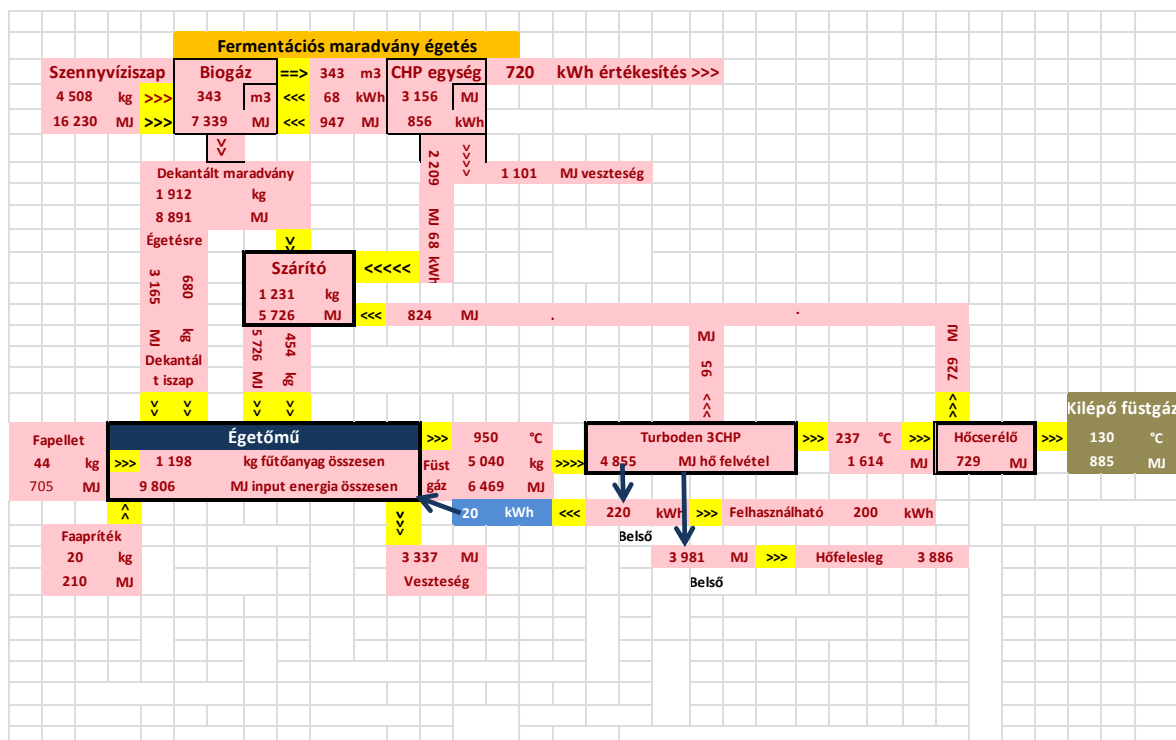 Fermentációs maradvány égetés
Szennyvíziszap Biogáz ==> 343 m3 CHP egység 720 kWh értékesítés >>>
4 508 kg >>> 343 m3 <<< 68 kWh 3 156 MJ
16 230 MJ >>> 7 339 MJ <<< 947 MJ 856 kWh
>>
>>>>
2 209 MJ 68 kWh
Dekantált maradvány 1 101 MJ veszteség
1 912 kg
8 891 MJ
Égetésre >>
3 165 MJ
680 kg
Szárító <<<<<
1 231 kg
5 726 MJ <<< 824 MJ . .
Dekantál
t iszap
5 726 MJ
454 kg
MJ 95
729 MJ
>> >> >> >> >>> >>>
Kilépő füstgáz
Fapellet Égetőmű >>> 950 °C Turboden 3CHP >>> 237 °C >>> Hőcserélő >>> 130 °C
44 kg >>> 1 198 kg fűtőanyag összesen Füst 5 040 kg >>>> 4 855 MJ hő felvétel 1 614 MJ 729 MJ 885 MJ
705 MJ 9 806 MJ input energia összesen gáz 6 469 MJ
>> >>> 20 kWh <<< 220 kWh >>> Felhasználható 200 kWh
Faapríték Belső
20 kg 3 337 MJ 3 981 MJ >>> Hőfelesleg 3 886
210 MJ Veszteség Belső